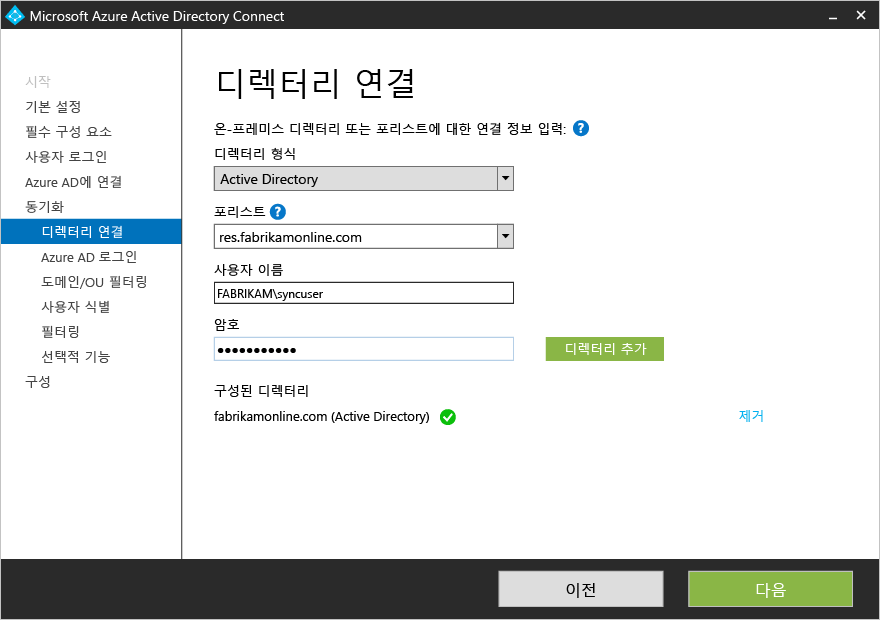 Microsoft Azure Active Directory Connect
시작
기본 설정
필수 구성 요소
사용자 로그인
Azure AD에 연결
동기화
디렉터리 연결
Azure AD 로그인
도메인/OU 필터링
사용자 식별
필터링
선택적 기능
구성
디렉터리 연결
온-프레미스 디렉터리 또는 포리스트에 대한 연결 정보 입력: ?
디렉터리 형식
Active Directory
포리스트 ?
res.fabrikamonline.com
사용자 이름
FABRIKAM\syncuser
암호
●●●●●●●●●●●
디렉터리 추가
구성된 디렉터리
fabrikamonline.com (Active Directory)
제거
이전
다음